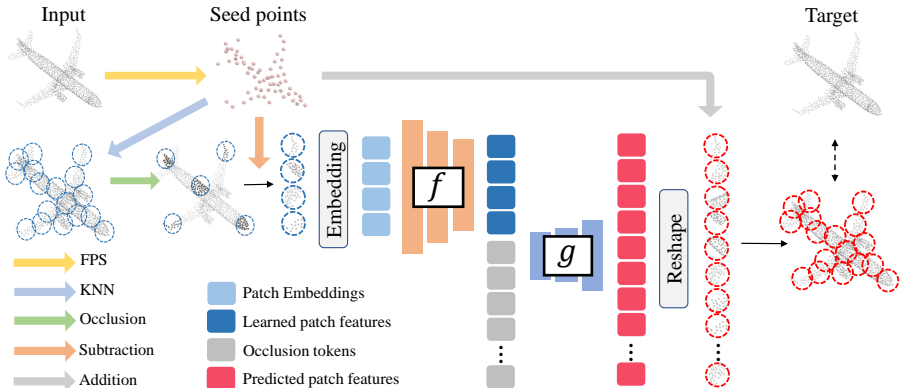 Input
Seed points
Target
Embedding
f
g
Reshape
FPS
KNN
Occlusion
Subtraction
Addition
Patch Embeddings
Learned patch features
Occlusion tokens
Predicted patch features